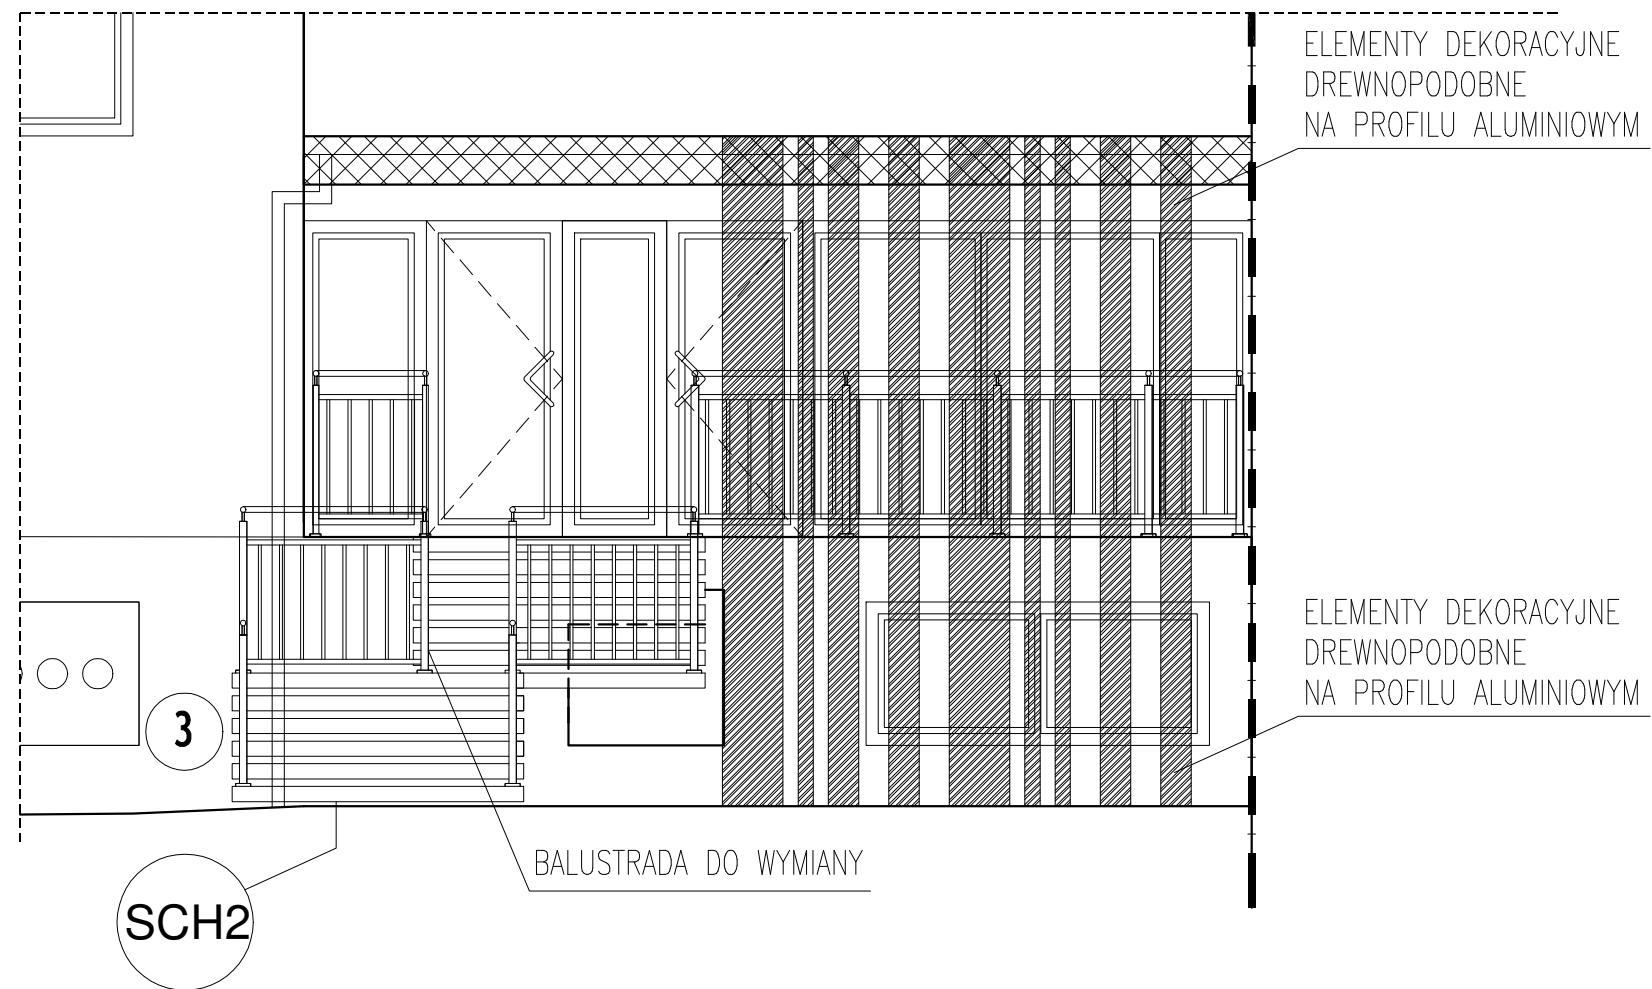 ELEMENTY DEKORACYJNE
DREWNOPODOBNE
NA PROFILU ALUMINIOWYM
ELEMENTY DEKORACYJNE
DREWNOPODOBNE
NA PROFILU ALUMINIOWYM
3
BALUSTRADA DO WYMIANY
SCH2